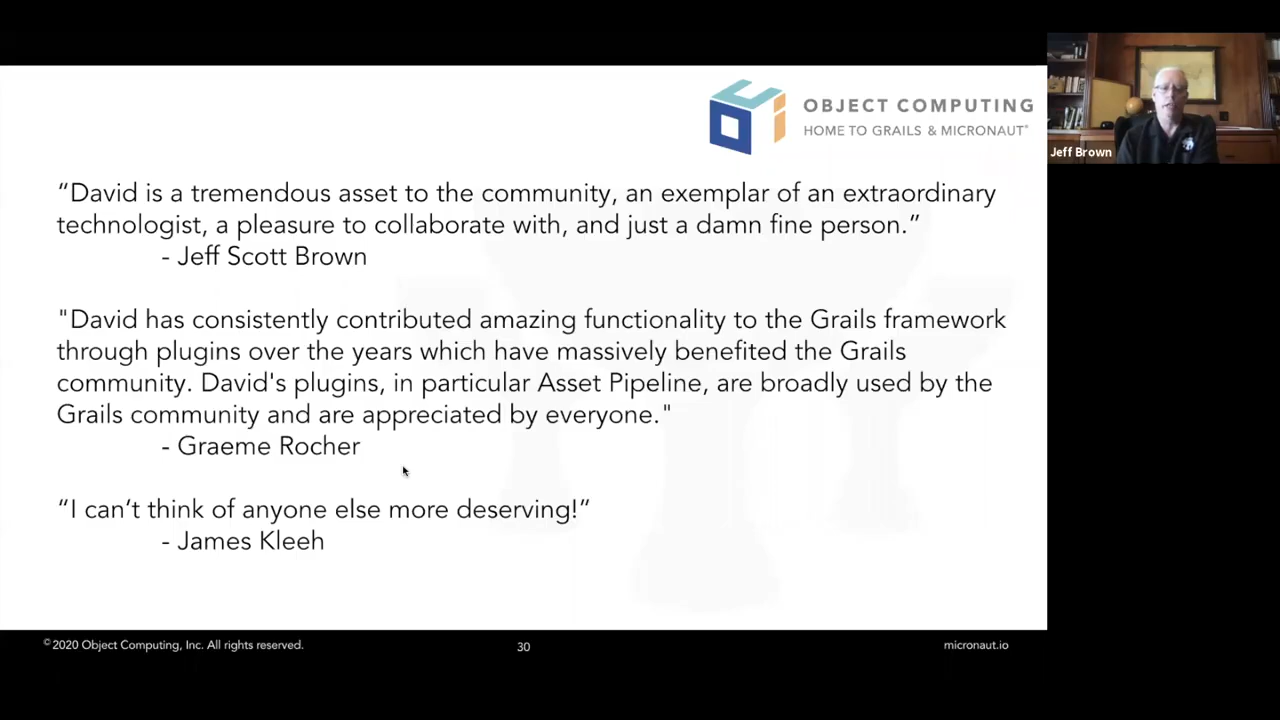 OBJECT COMPUTING
HOME TO GRAILS & MICRONAUT®
Jeff Brown
“David is a tremendous asset to the community, an exemplar of an extraordinary
technologist, a pleasure to collaborate with, and just a damn fine person.”
- Jeff Scott Brown
"David has consistently contributed amazing functionality to the Grails framework
through plugins over the years which have massively benefited the Grails
community. David's plugins, in particular Asset Pipeline, are broadly used by the
Grails community and are appreciated by everyone."
- Graeme Rocher
“I can’t think of anyone else more deserving!”
- James Kleeh
© 2020 Object Computing, Inc. All rights reserved.
30
micronaut.io